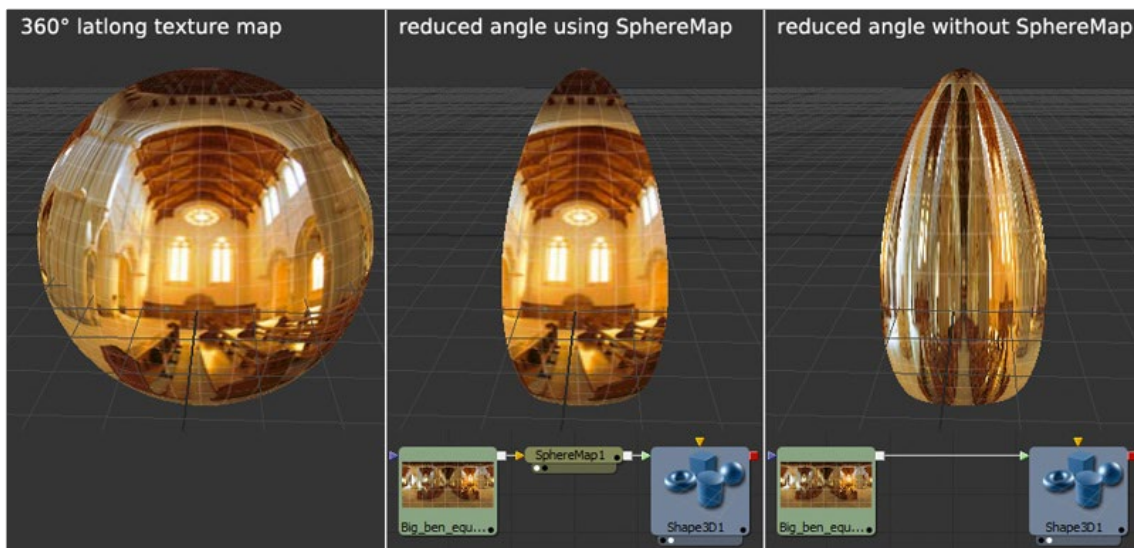 360° latlong texture map
reduced angle using SphereMap
reduced angle without SphereMap
Big_ben_equ...
SphereMap1
Shape3D1
Big_ben_equ...
Shape3D1